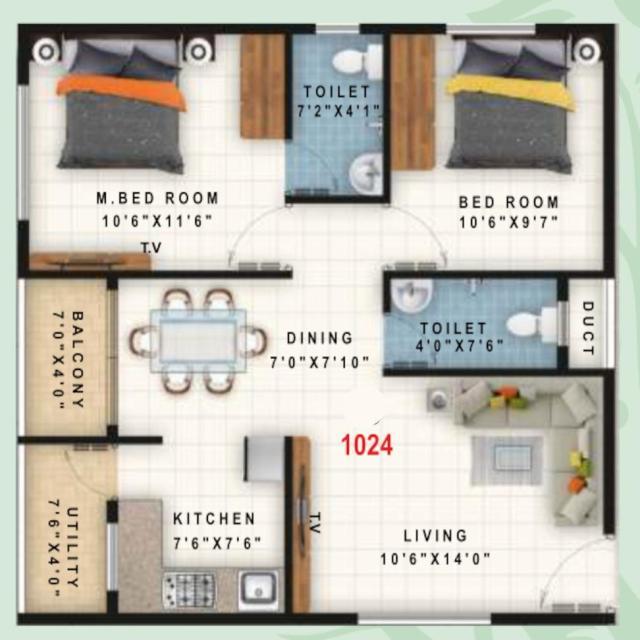 TOILET
7'2"X4'1"
M.BED ROOM
10'6"X11'6"
T.V
BED ROOM
10'6"X9'7"
BALCONY
7'0"X4'0"
DINING
7'0"X7'10"
TOILET
4'0"X7'6"
DUCT
1024
UTILITY
7'6"X4'0"
KITCHEN
7'6"X7'6"
T.V
LIVING
10'6"X14'0"